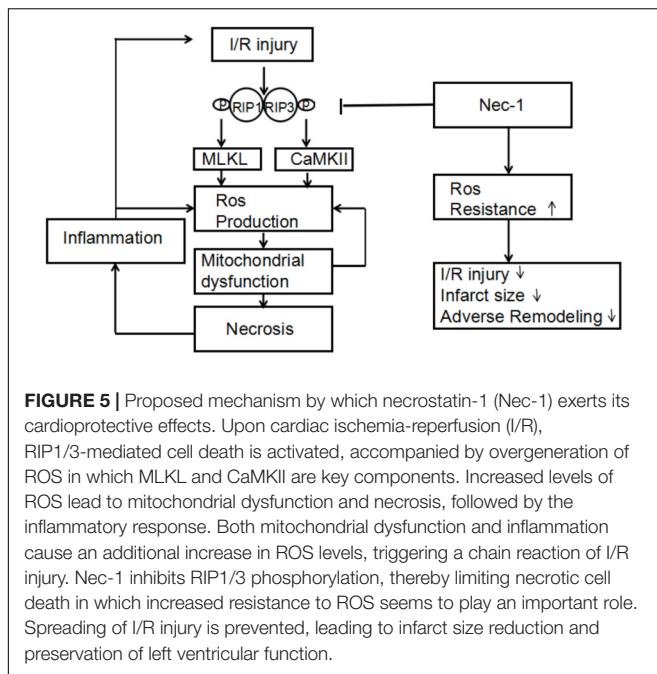 I/R injury
P RIP1 RIP3 P
Nec-1
MLKL
CaMKII
Ros
Production
Ros
Resistance ↑
Inflammation
Mitochondrial
dysfunction
I/R injury ↓
Infarct size ↓
Adverse Remodeling ↓
Necrosis
FIGURE 5 | Proposed mechanism by which necrostatin-1 (Nec-1) exerts its
cardioprotective effects. Upon cardiac ischemia-reperfusion (I/R),
RIP1/3-mediated cell death is activated, accompanied by overgeneration of
ROS in which MLKL and CaMKII are key components. Increased levels of
ROS lead to mitochondrial dysfunction and necrosis, followed by the
inflammatory response. Both mitochondrial dysfunction and inflammation
cause an additional increase in ROS levels, triggering a chain reaction of I/R
injury. Nec-1 inhibits RIP1/3 phosphorylation, thereby limiting necrotic cell
death in which increased resistance to ROS seems to play an important role.
Spreading of I/R injury is prevented, leading to infarct size reduction and
preservation of left ventricular function.